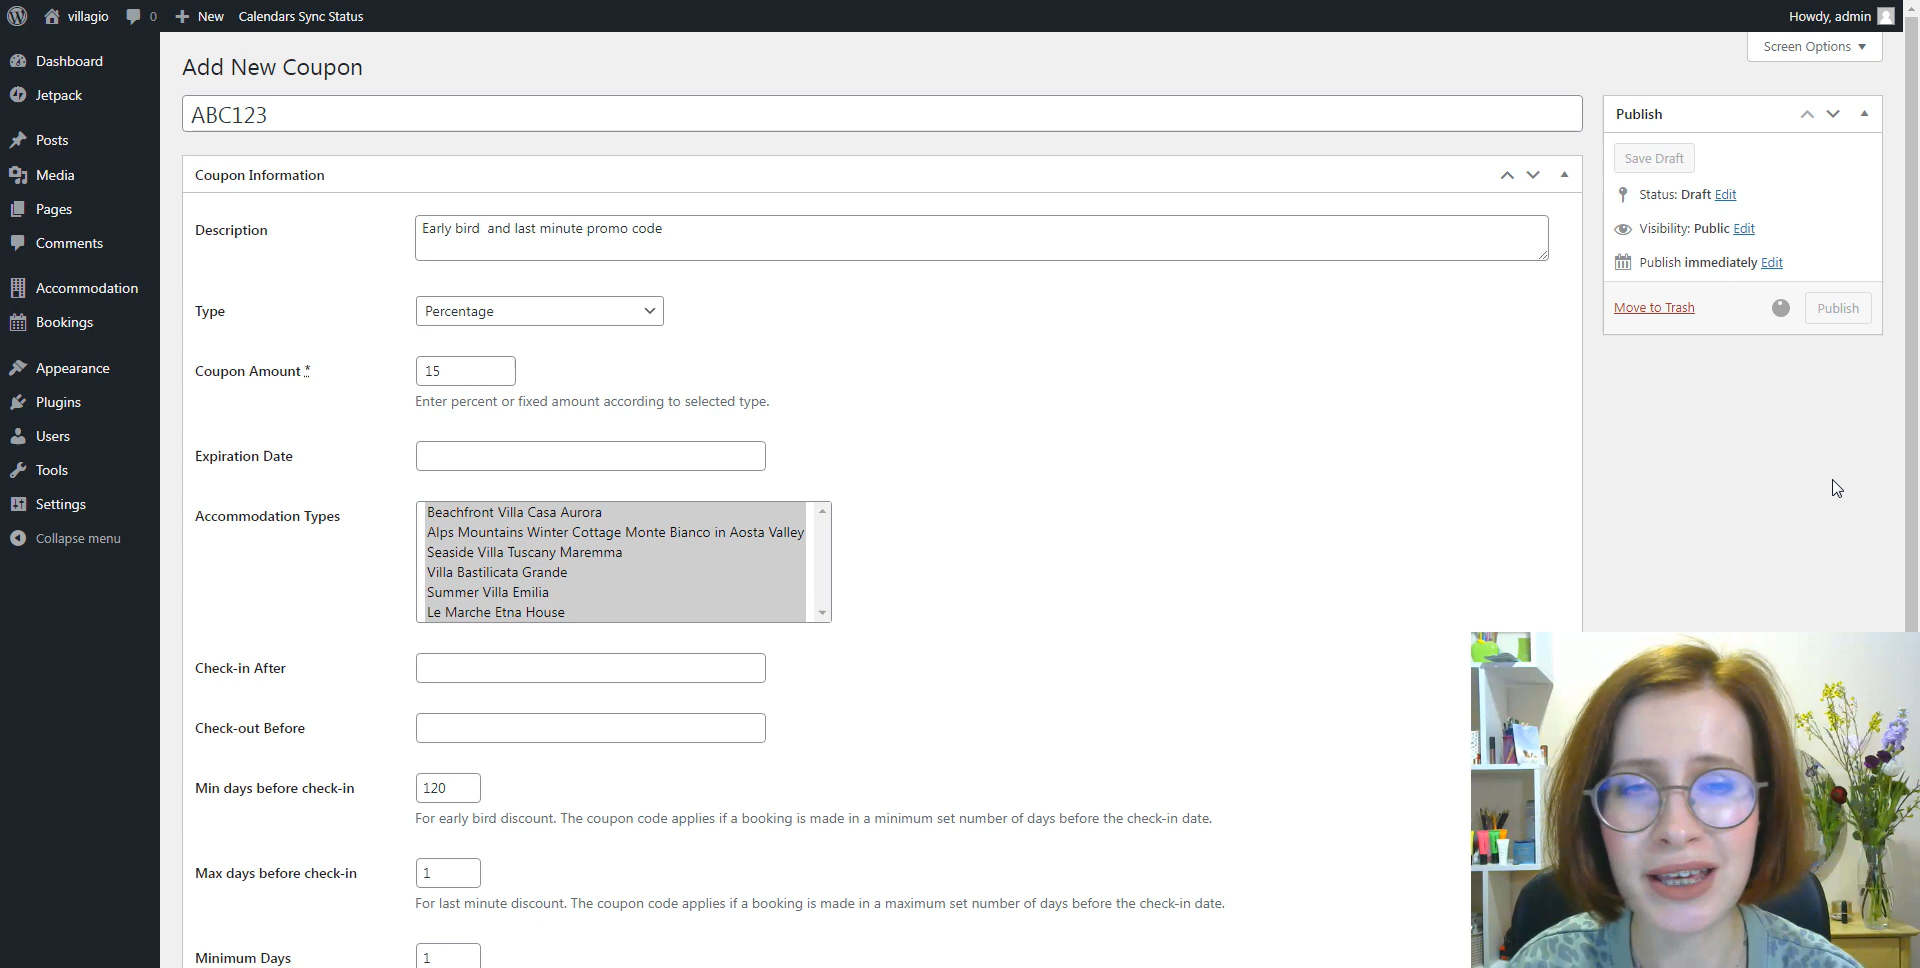 villagio
0
New
Calendars Sync Status
Howdy, admin
Screen Options
Dashboard
Jetpack
Posts
Media
Pages
Comments
Accommodation
Bookings
Appearance
Plugins
Users
Tools
Settings
Collapse menu
Add New Coupon
ABC123
Coupon Information
Description
Early bird  and last minute promo code
Type
Percentage
Coupon Amount *
15
Enter percent or fixed amount according to selected type.
Expiration Date
Accommodation Types
Beachfront Villa Casa Aurora
Alps Mountains Winter Cottage Monte Bianco in Aosta Valley
Seaside Villa Tuscany Maremma
Villa Bastilicata Grande
Summer Villa Emilia
Le Marche Etna House
Check-in After
Check-out Before
Min days before check-in
120
For early bird discount. The coupon code applies if a booking is made in a minimum set number of days before the check-in date.
Max days before check-in
1
For last minute discount. The coupon code applies if a booking is made in a maximum set number of days before the check-in date.
Minimum Days
1
Publish
Save Draft
Status: Draft Edit
Visibility: Public Edit
Publish immediately Edit
Move to Trash
Publish